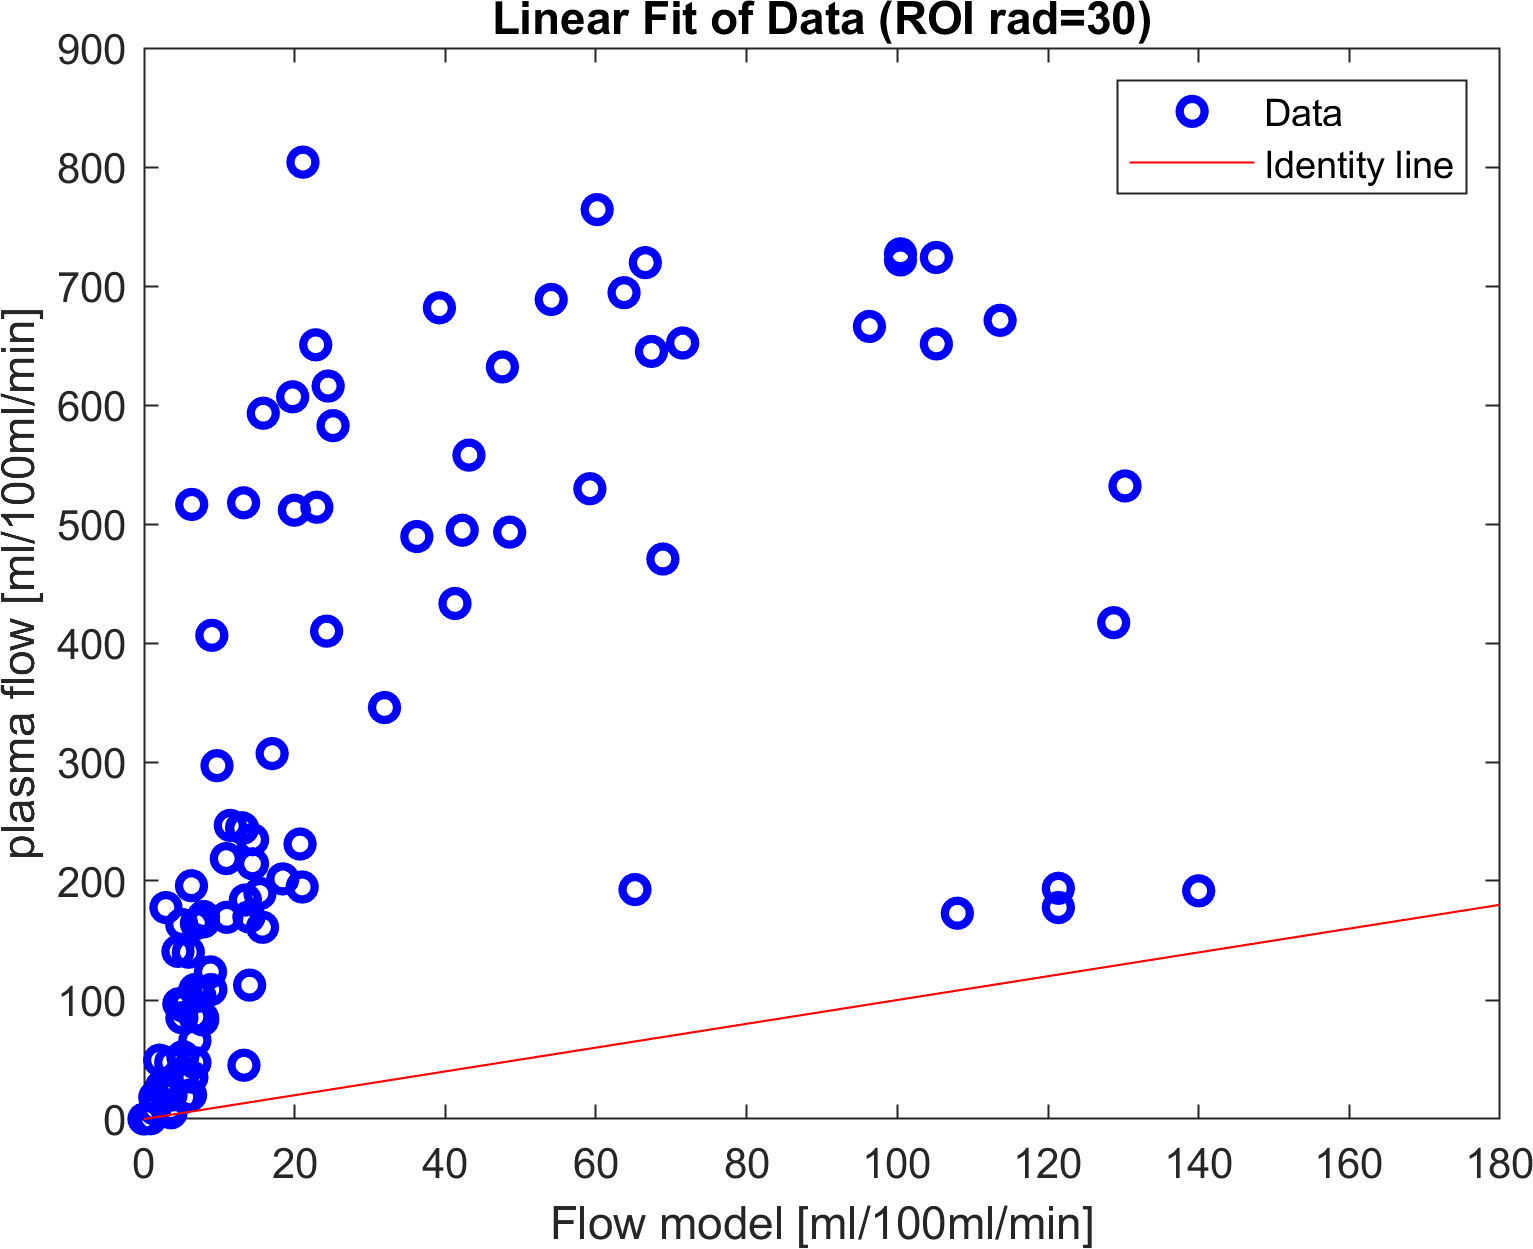 Linear Fit of Data (ROI rad=30)
900
800
700
600
500
400
300
200
100
0
plasma flow [ml/100ml/min]
Data
Identity line
0 20 40 60 80 100 120 140 160 180
Flow model [ml/100ml/min]